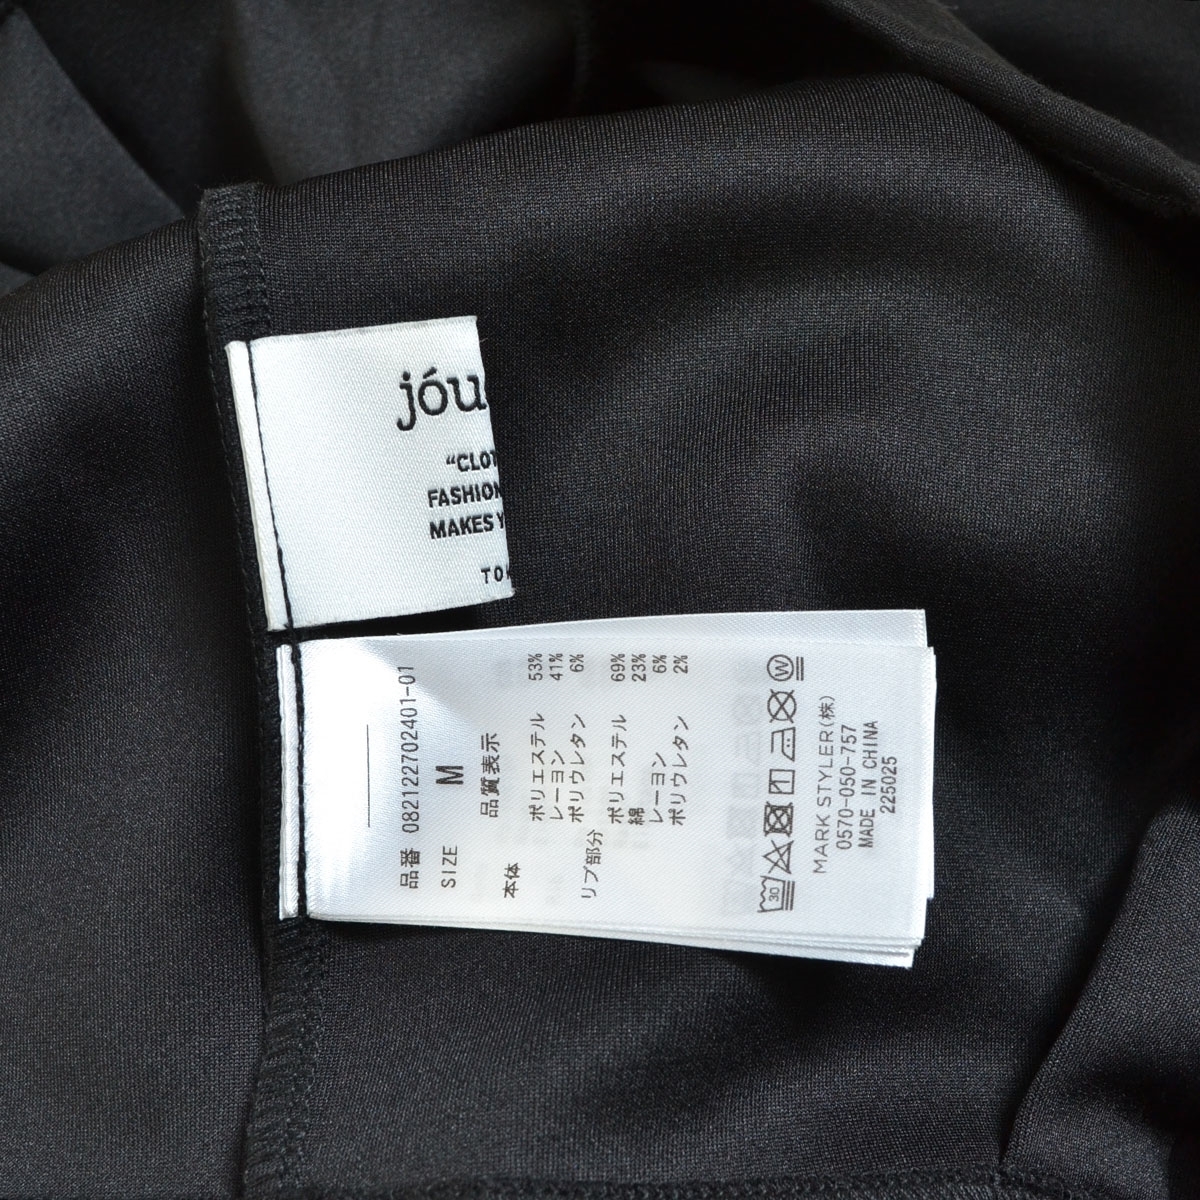 jóu
“CLOT
FASHION
MAKES Y
TOK
品番 082122702401-01
SIZE M
品質表示
本体 ポリエステル 53%
レーヨン 41%
ポリウレタン 6%
リブ部分 ポリエステル 69%
綿 23%
レーヨン 6%
ポリウレタン 2%
30 W
MARK STYLER(株)
0570-050-757
MADE IN CHINA
225025